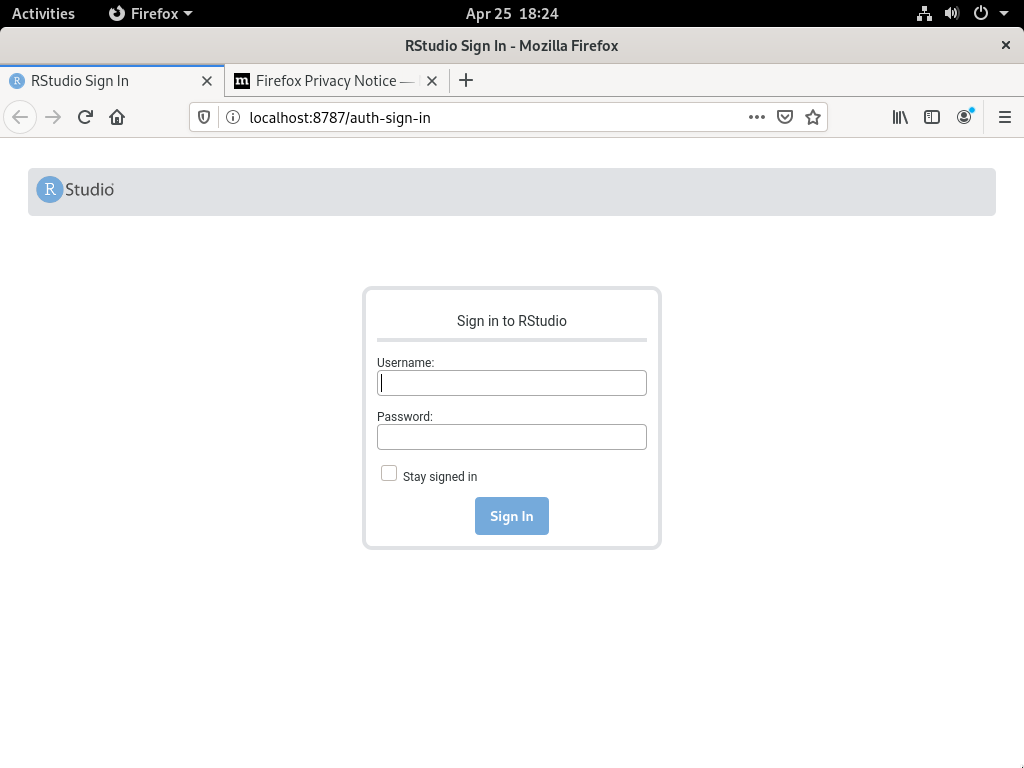 Activities Firefox Apr 25 18:24
RStudio Sign In - Mozilla Firefox
R RStudio Sign In m Firefox Privacy Notice —
localhost:8787/auth-sign-in
R Studio
Sign in to RStudio
Username:
Password:
Stay signed in
Sign In